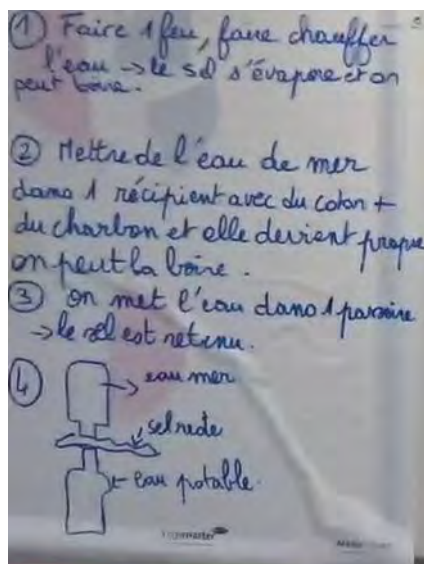 ① Faire 1 feu, faire chauffer
l'eau → le sel s'évapore et on
peut boire.
② Mettre de l'eau de mer
dans 1 récipient avec du coton +
du charbon et elle devient propre
on peut la boire.
③ on met l'eau dans 1 passoire
→ le sel est retenu.
④
eau mer
sel reste
eau potable.